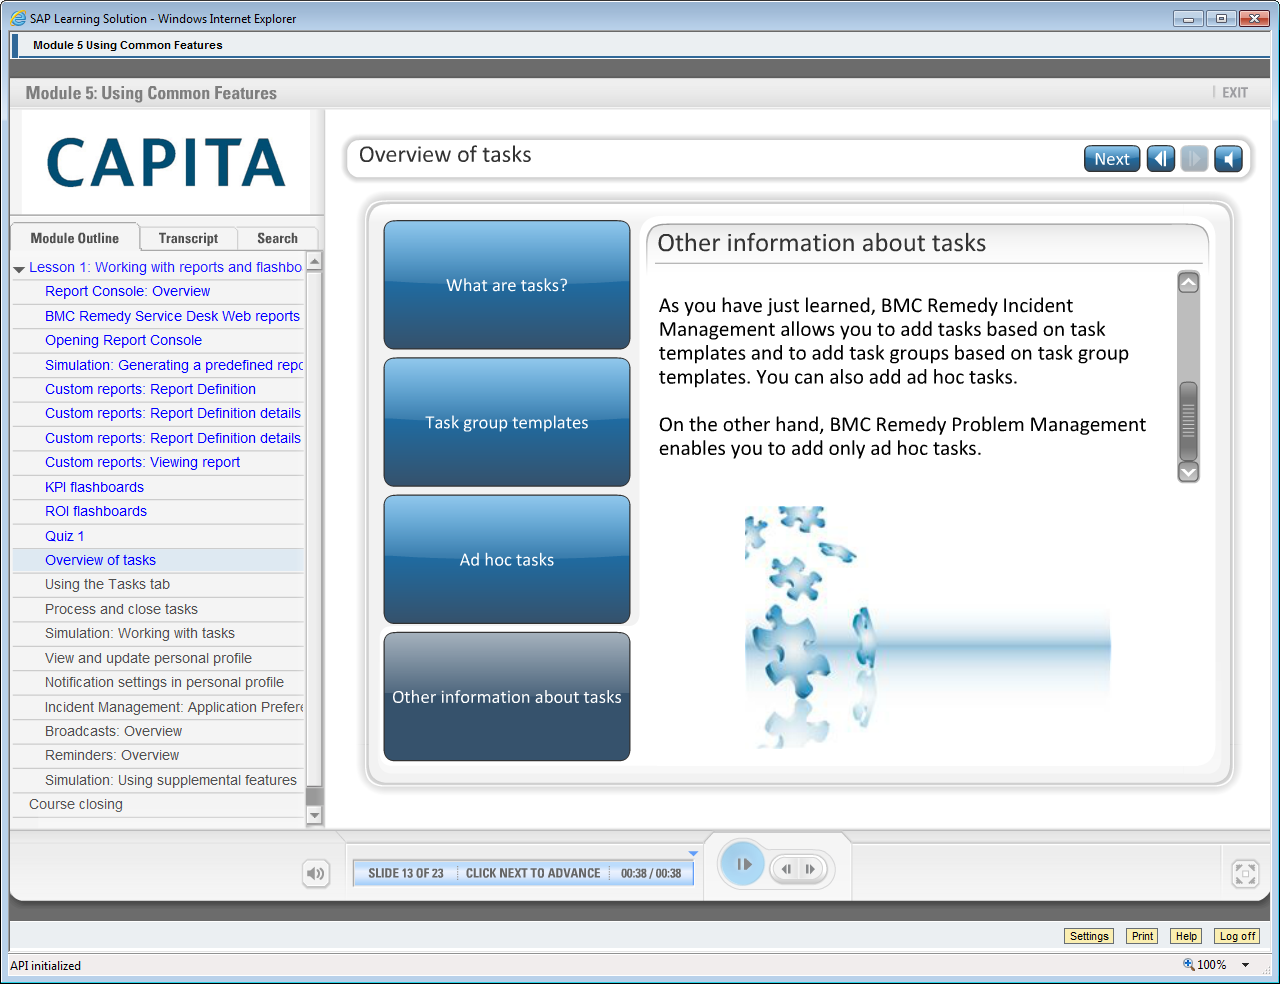 SAP Learning Solution - Windows Internet Explorer
Module 5 Using Common Features
Module 5: Using Common Features
EXIT
CAPITA
Module Outline
Transcript
Search
Lesson 1: Working with reports and flashbo
Report Console: Overview
BMC Remedy Service Desk Web reports
Opening Report Console
Simulation: Generating a predefined repo
Custom reports: Report Definition
Custom reports: Report Definition details
Custom reports: Report Definition details
Custom reports: Viewing report
KPI flashboards
ROI flashboards
Quiz 1
Overview of tasks
Using the Tasks tab
Process and close tasks
Simulation: Working with tasks
View and update personal profile
Notification settings in personal profile
Incident Management: Application Prefere
Broadcasts: Overview
Reminders: Overview
Simulation: Using supplemental features
Course closing
Overview of tasks
Next
What are tasks?
Task group templates
Ad hoc tasks
Other information about tasks
Other information about tasks
As you have just learned, BMC Remedy Incident
Management allows you to add tasks based on task
templates and to add task groups based on task group
templates. You can also add ad hoc tasks.
On the other hand, BMC Remedy Problem Management
enables you to add only ad hoc tasks.
SLIDE 13 OF 23
CLICK NEXT TO ADVANCE
00:38 / 00:38
Settings
Print
Help
Log off
API initialized
100%